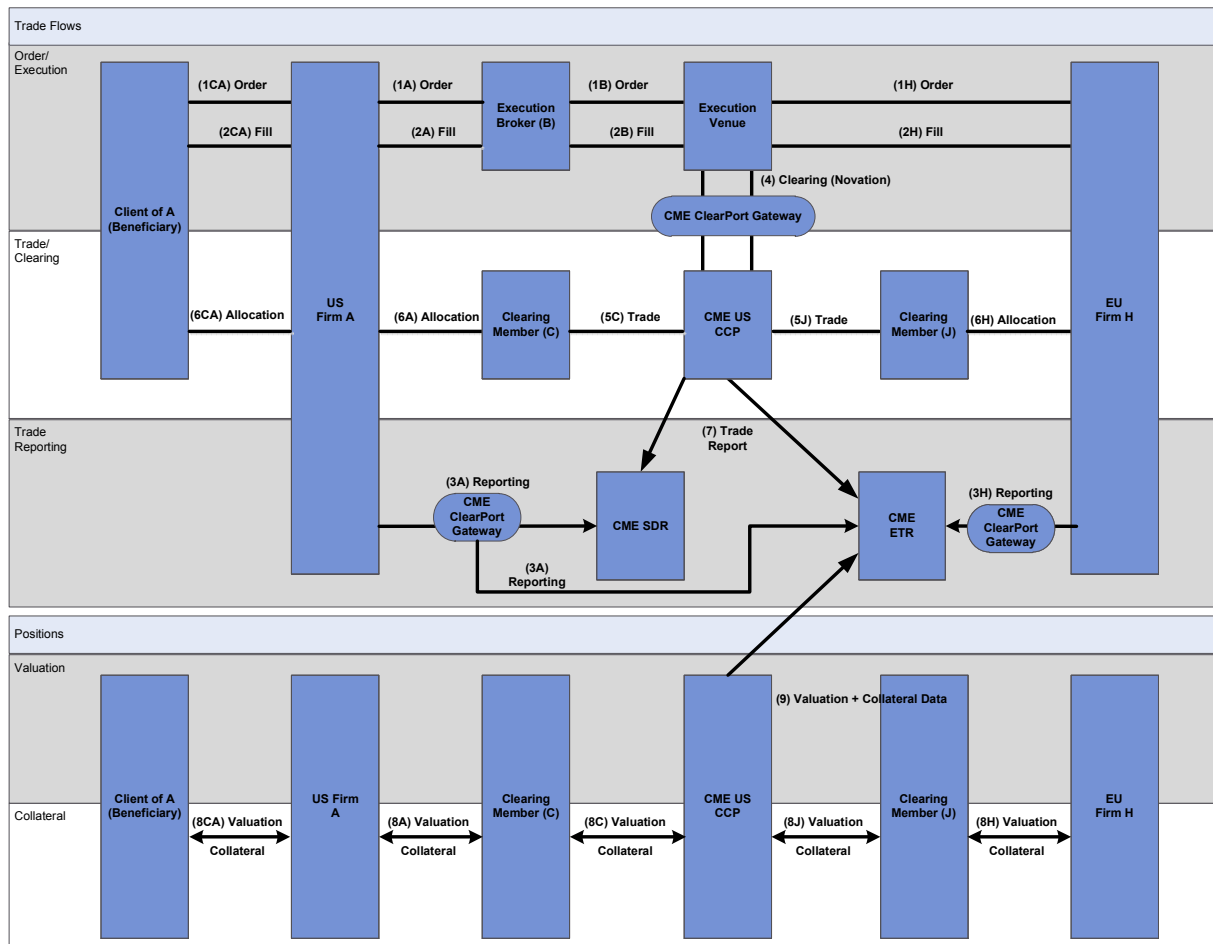 Trade Flows
Order/
Execution
(1CA) Order
(1A) Order
(1B) Order
(1H) Order
Execution
Broker (B)
Execution
Venue
(2CA) Fill
(2A) Fill
(2B) Fill
(2H) Fill
(4) Clearing (Novation)
Client of A
(Beneficiary)
CME ClearPort Gateway
Trade/
Clearing
US
Firm A
(6CA) Allocation
(6A) Allocation
Clearing
Member (C)
(5C) Trade
CME US
CCP
(5J) Trade
Clearing
Member (J)
(6H) Allocation
EU
Firm H
Trade
Reporting
(7) Trade
Report
(3A) Reporting
CME
ClearPort
Gateway
CME SDR
CME
ETR
(3H) Reporting
CME
ClearPort
Gateway
(3A)
Reporting
Positions
Valuation
(9) Valuation + Collateral Data
Client of A
(Beneficiary)
US Firm
A
Clearing
Member (C)
CME US
CCP
Clearing
Member (J)
EU
Firm H
Collateral
(8CA) Valuation
(8A) Valuation
(8C) Valuation
(8J) Valuation
(8H) Valuation
Collateral
Collateral
Collateral
Collateral
Collateral